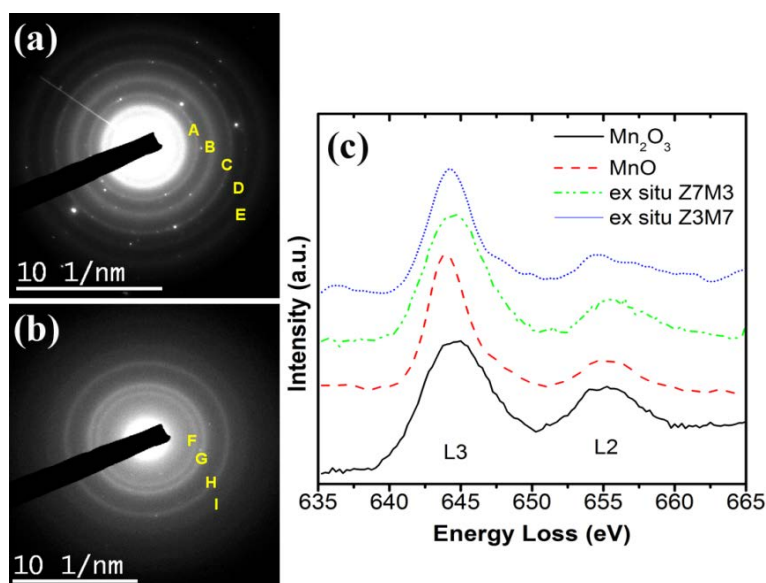 (a)
A
B
C
D
E
10 1/nm
(b)
F
G
H
I
10 1/nm
(c)
Mn₂O₃
MnO
ex situ Z7M3
ex situ Z3M7
Intensity (a.u.)
L3
L2
635 640 645 650 655 660 665
Energy Loss (eV)